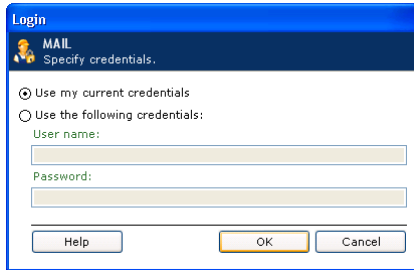 Login
MAIL
Specify credentials.
Use my current credentials
Use the following credentials:
User name:
Password:
Help OK Cancel